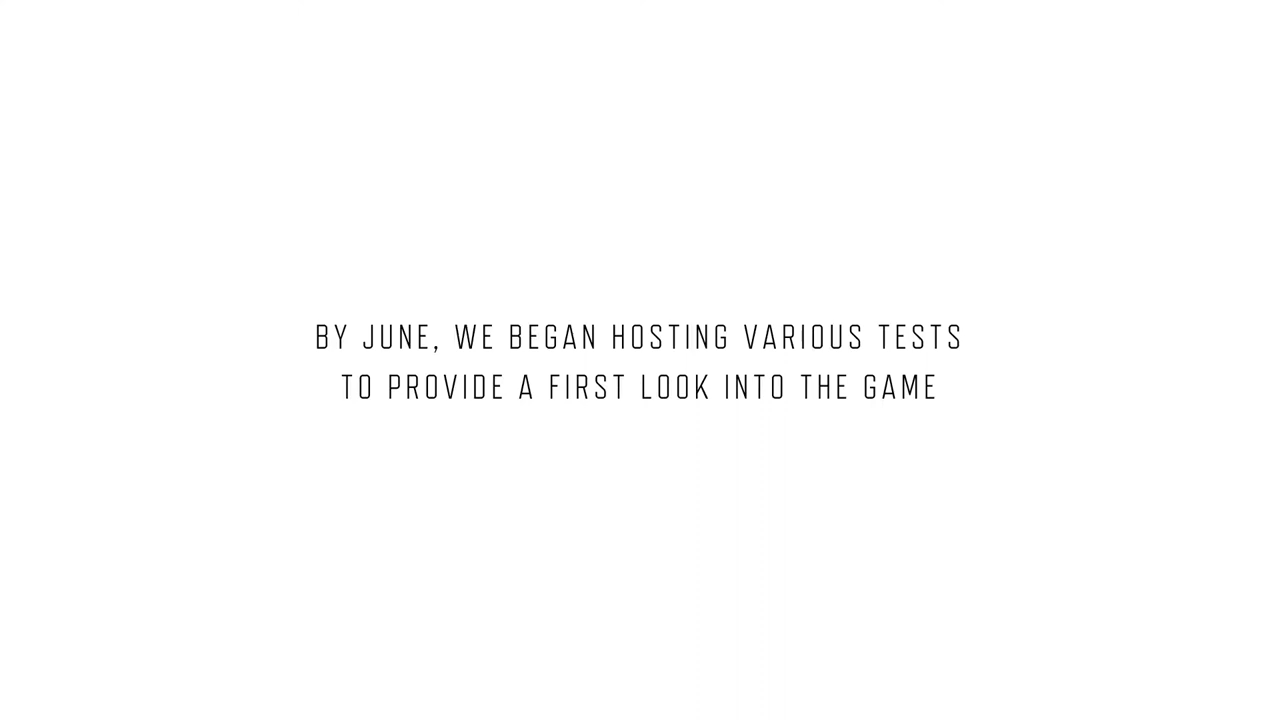 BY JUNE, WE BEGAN HOSTING VARIOUS TESTS
TO PROVIDE A FIRST LOOK INTO THE GAME